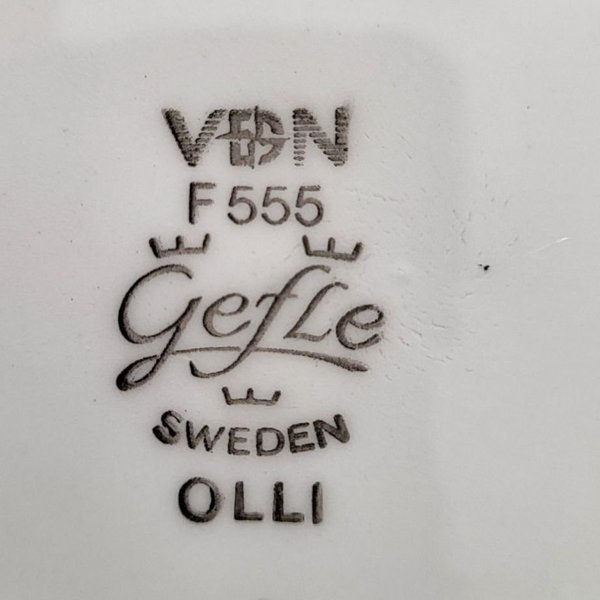 VDN
F 555
Gefle
SWEDEN
OLLI